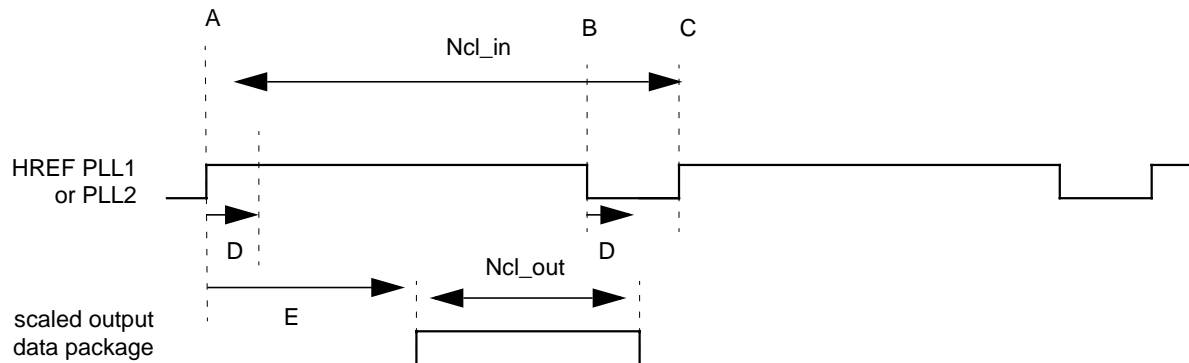 A
B
C
Ncl_in
HREF PLL1
or PLL2
D
D
Ncl_out
E
scaled output
data package